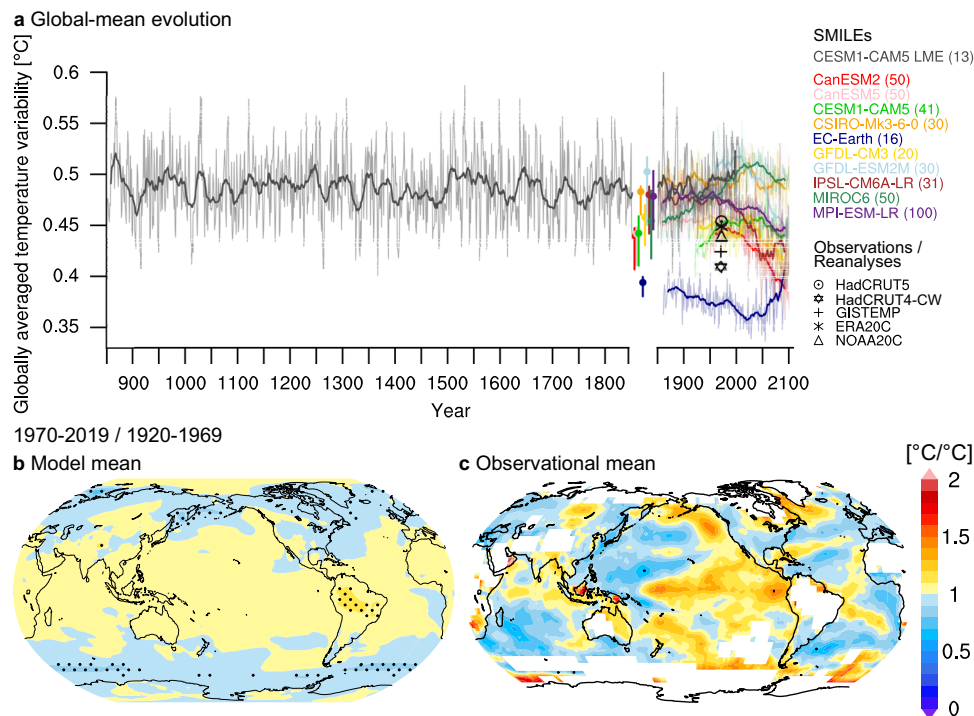 a Global-mean evolution
Globally averaged temperature variability [°C]
0.6
0.55
0.5
0.45
0.4
0.35
900 1000 1100 1200 1300 1400 1500 1600 1700 1800 1900 2000 2100
Year
SMILEs
CESM1-CAM5 LME (13)
CanESM2 (50)
CanESM5 (50)
CESM1-CAM5 (41)
CSIRO-Mk3-6-0 (30)
EC-Earth (16)
GFDL-CM3 (20)
GFDL-ESM2M (30)
IPSL-CM6A-LR (31)
MIROC6 (50)
MPI-ESM-LR (100)
Observations /
Reanalyses
HadCRUT5
HadCRUT4-CW
GISTEMP
ERA20C
NOAA20C
1970-2019 / 1920-1969
b Model mean
c Observational mean
[°C/°C]
2
1.5
1
0.5
0